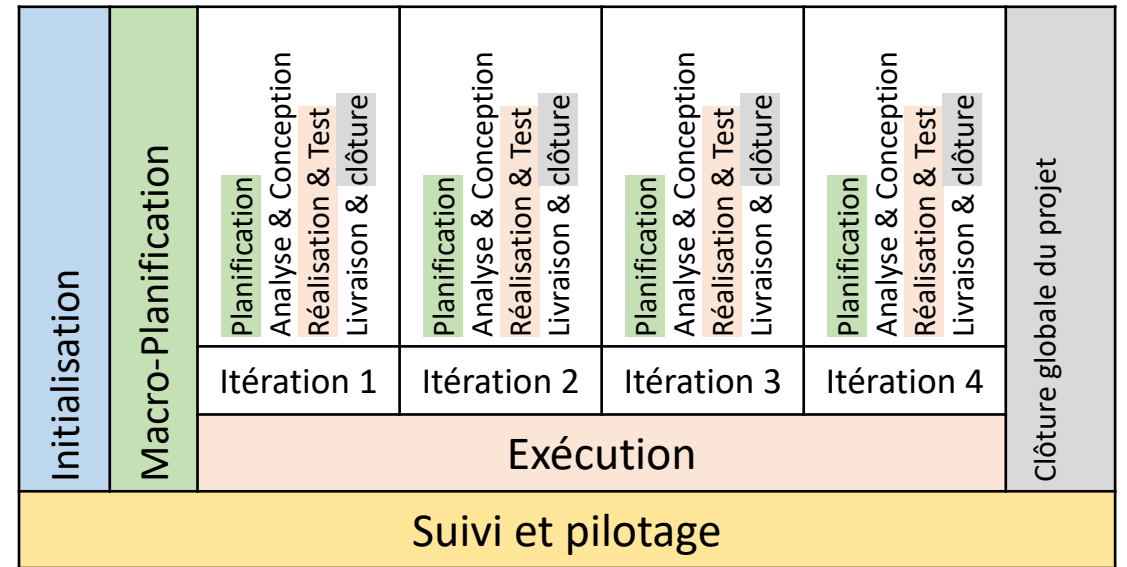 Initialisation
Macro-Planification
Planification
Analyse & Conception
Réalisation & Test
Livraison & clôture
Itération 1
Planification
Analyse & Conception
Réalisation & Test
Livraison & clôture
Itération 2
Planification
Analyse & Conception
Réalisation & Test
Livraison & clôture
Itération 3
Planification
Analyse & Conception
Réalisation & Test
Livraison & clôture
Itération 4
Exécution
Clôture globale du projet
Suivi et pilotage